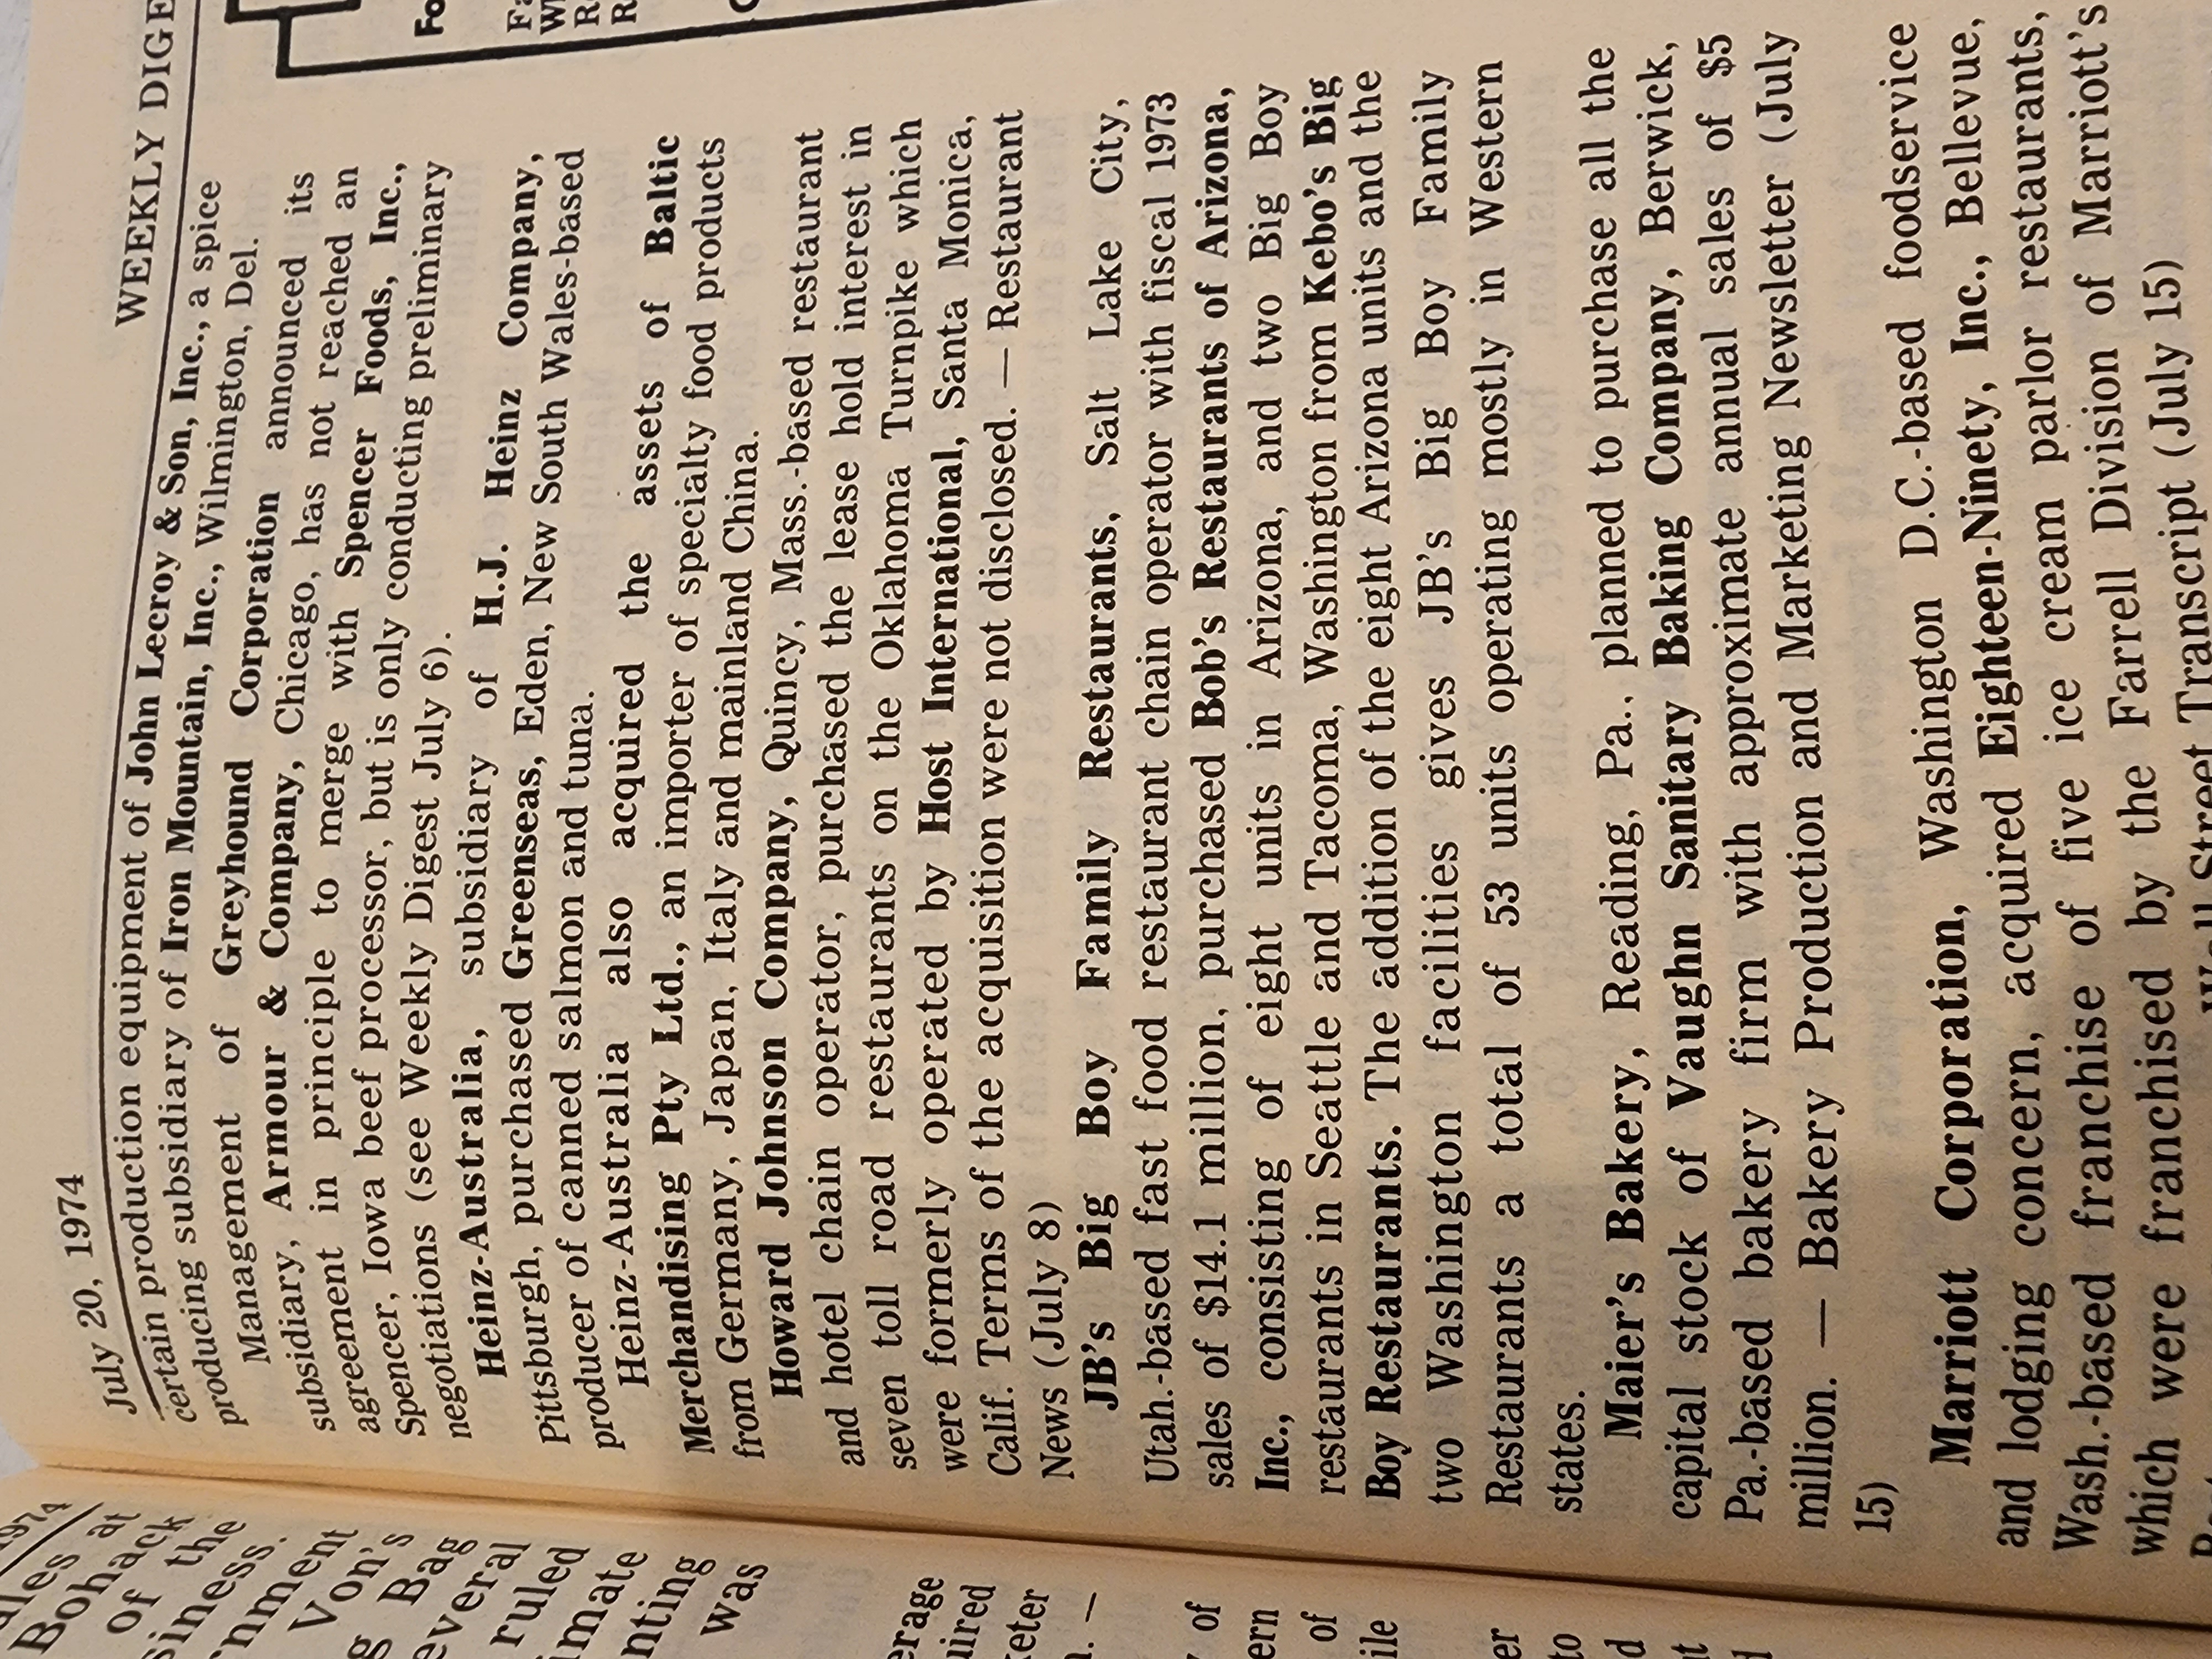 July 20, 1974
WEEKLY DIGE
certain production equipment of John Lecroy & Son, Inc., a spice
producing subsidiary of Iron Mountain, Inc., Wilmington, Del.
Management of Greyhound Corporation announced its
subsidiary, Armour & Company, Chicago, has not reached an
agreement in principle to merge with Spencer Foods, Inc.,
Spencer, Iowa beef processor, but is only conducting preliminary
negotiations (see Weekly Digest July 6).
Heinz-Australia, subsidiary of H.J. Heinz Company,
Pittsburgh, purchased Greenseas, Eden, New South Wales-based
producer of canned salmon and tuna.
Heinz-Australia also acquired the assets of Baltic
Merchandising Pty Ltd., an importer of specialty food products
from Germany, Japan, Italy and mainland China.
Howard Johnson Company, Quincy, Mass.-based restaurant
and hotel chain operator, purchased the lease hold interest in
seven toll road restaurants on the Oklahoma Turnpike which
were formerly operated by Host International, Santa Monica,
Calif. Terms of the acquisition were not disclosed. — Restaurant
News (July 8)
JB's Big Boy Family Restaurants, Salt Lake City,
Utah.-based fast food restaurant chain operator with fiscal 1973
sales of $14.1 million, purchased Bob's Restaurants of Arizona,
Inc., consisting of eight units in Arizona, and two Big Boy
restaurants in Seattle and Tacoma, Washington from Kebo's Big
Boy Restaurants. The addition of the eight Arizona units and the
two Washington facilities gives JB's Big Boy Family
Restaurants a total of 53 units operating mostly in Western
states.
Maier's Bakery, Reading, Pa., planned to purchase all the
capital stock of Vaughn Sanitary Baking Company, Berwick,
Pa.-based bakery firm with approximate annual sales of $5
million. — Bakery Production and Marketing Newsletter (July
15)
Marriott Corporation, Washington D.C.-based foodservice
and lodging concern, acquired Eighteen-Ninety, Inc., Bellevue,
Wash.-based franchise of five ice cream parlor restaurants,
which were franchised by the Farrell Division of Marriott's
Wall Street Transcript (July 15)
Bohack
of the
Von's
Bag
ruled
was
of
of
to